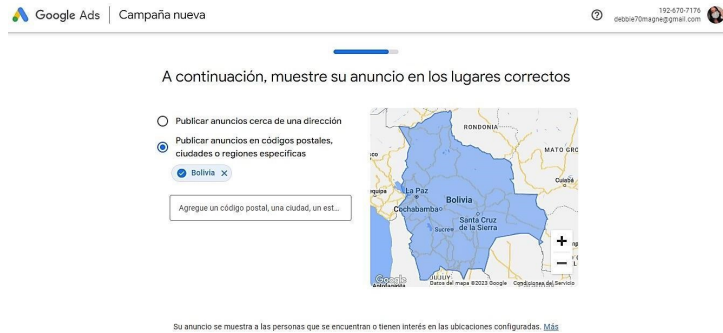 Google Ads Campaña nueva
192-670-7176
debbie70magne@gmail.com
A continuación, muestre su anuncio en los lugares correctos
Publicar anuncios cerca de una dirección
Publicar anuncios en códigos postales,
ciudades o regiones específicas
Bolivia
Agregue un código postal, una ciudad, un est...
RONDONIA
MATO GRO
Cuiabá
La Paz
Bolivia
Cochabamba
Santa Cruz
de la Sierra
Sucre
JUJUY
Google
Datos del mapa ©2023 Google Condiciones del Servicio
Antofagasta
Su anuncio se muestra a las personas que se encuentran o tienen interés en las ubicaciones configuradas. Más